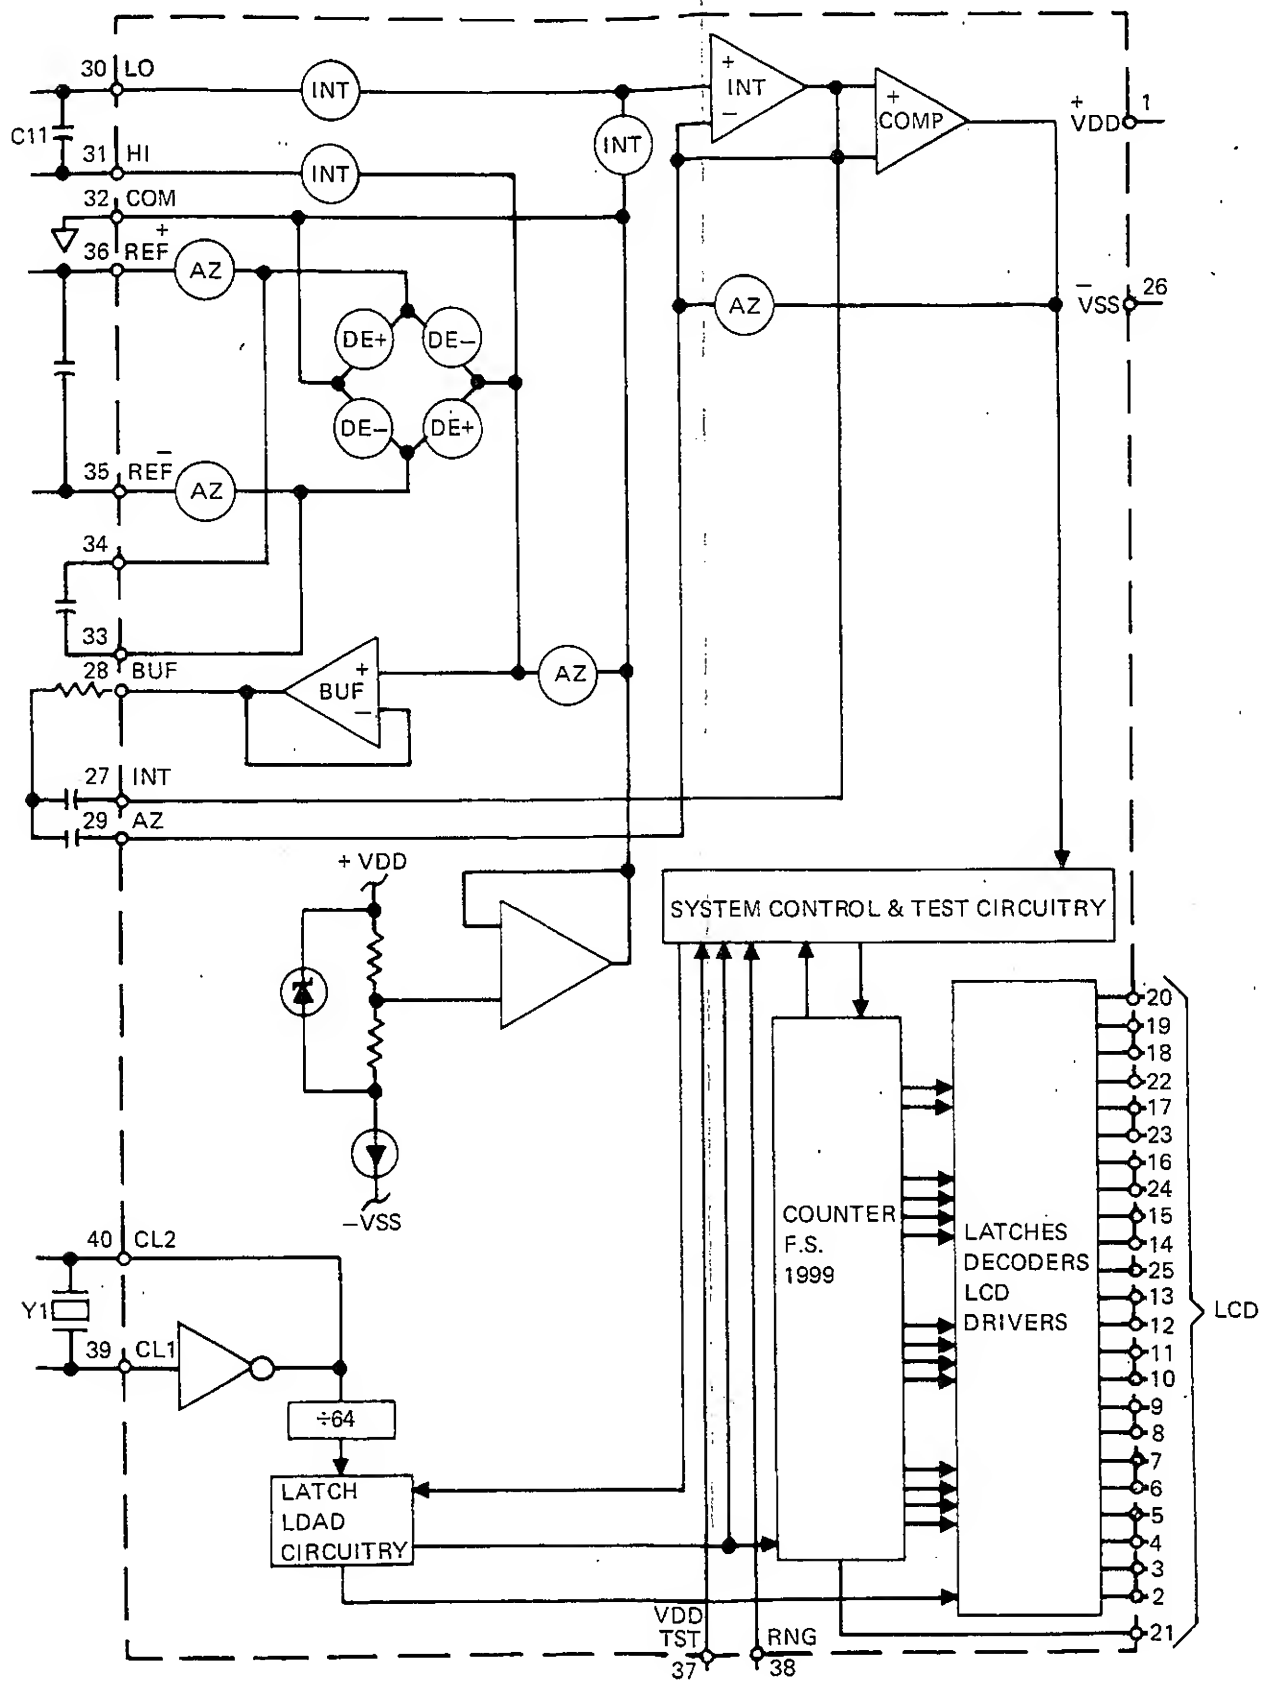 30 LO
INT
+
INT
−
+
COMP
+
VDD
1
C11
31 HI
INT
INT
32 COM
36 REF
+
AZ
DE+
DE−
DE−
DE+
AZ
−
VSS
26
35 REF
−
AZ
34
33
28 BUF
+
BUF
−
AZ
27 INT
29 AZ
+ VDD
−VSS
SYSTEM CONTROL & TEST CIRCUITRY
COUNTER
F.S.
1999
LATCHES
DECODERS
LCD
DRIVERS
20
19
18
22
17
23
16
24
15
14
25
13
12
11
10
9
8
7
6
5
4
3
2
21
LCD
40 CL2
Y1
39 CL1
÷64
LATCH
LDAD
CIRCUITRY
VDD
TST
37
RNG
38